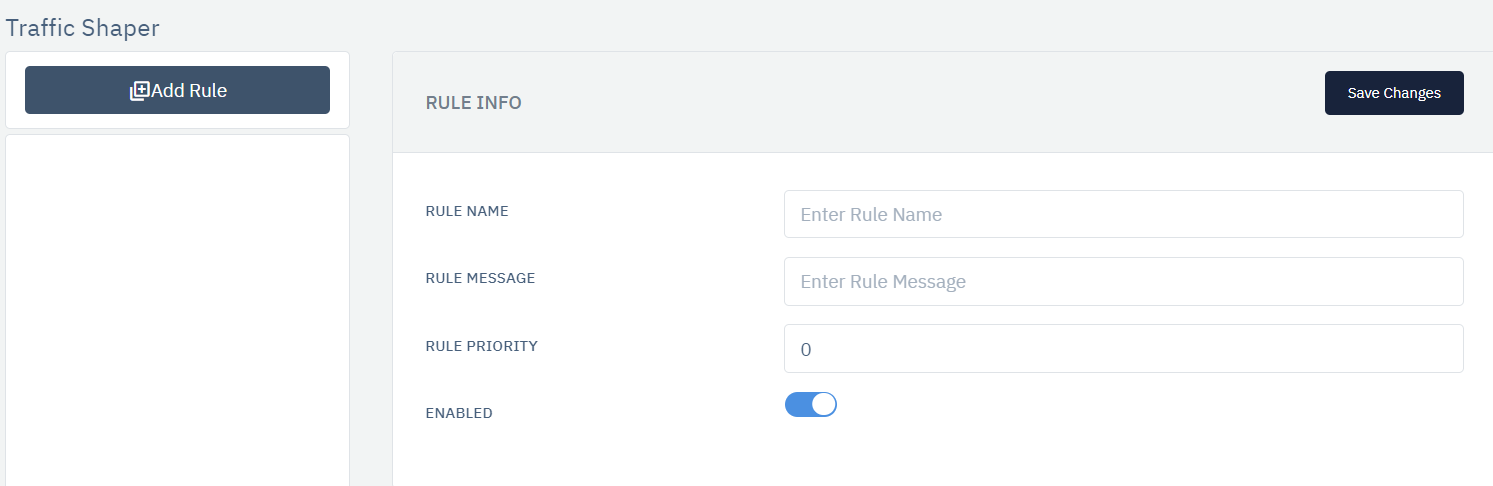 Traffic Shaper
Add Rule
RULE INFO
Save Changes
RULE NAME
Enter Rule Name
RULE MESSAGE
Enter Rule Message
RULE PRIORITY
0
ENABLED